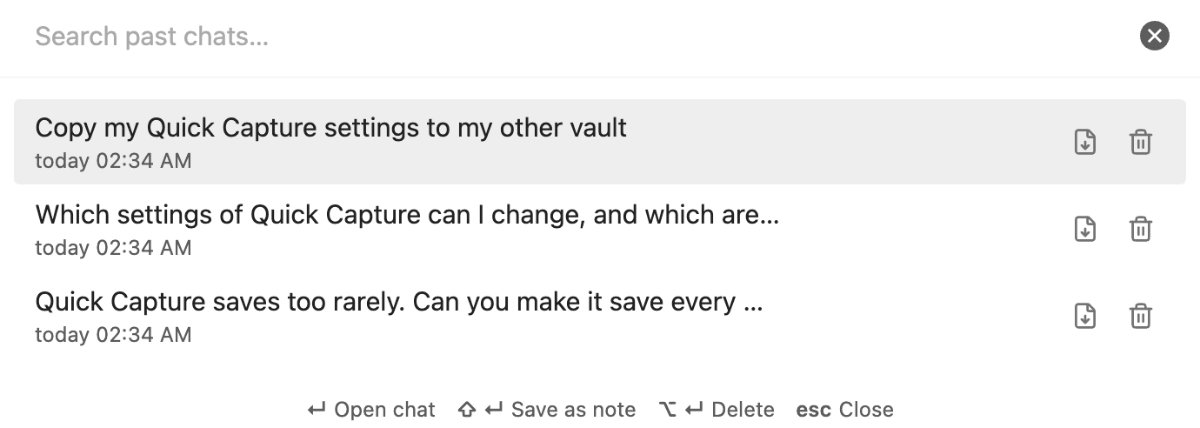 Search past chats...
Copy my Quick Capture settings to my other vault
today 02:34 AM
Which settings of Quick Capture can I change, and which are...
today 02:34 AM
Quick Capture saves too rarely. Can you make it save every ...
today 02:34 AM
↵ Open chat ⇧ ↵ Save as note ⌥ ↵ Delete esc Close